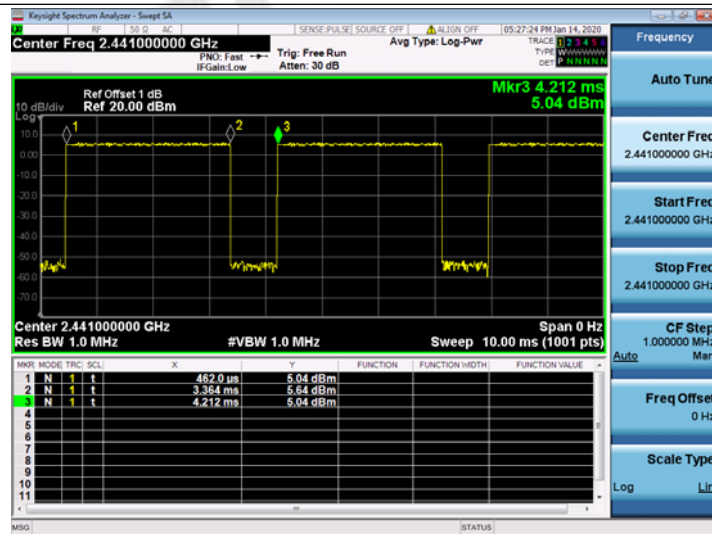 Keysight Spectrum Analyzer - Swept SA
RF 50 Ω AC SENSE:PULSE SOURCE OFF ALIGN OFF 05:27:24 PM Jan 14, 2020
Center Freq 2.441000000 GHz
PNO: Fast
IFGain:Low
Trig: Free Run
Atten: 30 dB
Avg Type: Log-Pwr
TRACE 1 2 3 4 5 6
TYPE W
DET P N N N N N
Ref Offset 1 dB
Ref 20.00 dBm
10 dB/div
Log
Mkr3 4.212 ms
5.04 dBm
1 2 3
10.0
0.00
-10.0
-20.0
-30.0
-40.0
-50.0
-60.0
-70.0
Center 2.441000000 GHz Span 0 Hz
Res BW 1.0 MHz #VBW 1.0 MHz Sweep 10.00 ms (1001 pts)
MKR MODE TRC SCL X Y FUNCTION FUNCTION WIDTH FUNCTION VALUE
1 N 1 t 462.0 µs 5.04 dBm
2 N 1 t 3.364 ms 5.64 dBm
3 N 1 t 4.212 ms 5.04 dBm
4
5
6
7
8
9
10
11
MSG STATUS
Frequency
Auto Tune
Center Freq
2.441000000 GHz
Start Freq
2.441000000 GHz
Stop Freq
2.441000000 GHz
CF Step
1.000000 MHz
Auto Man
Freq Offset
0 Hz
Scale Type
Log Lin